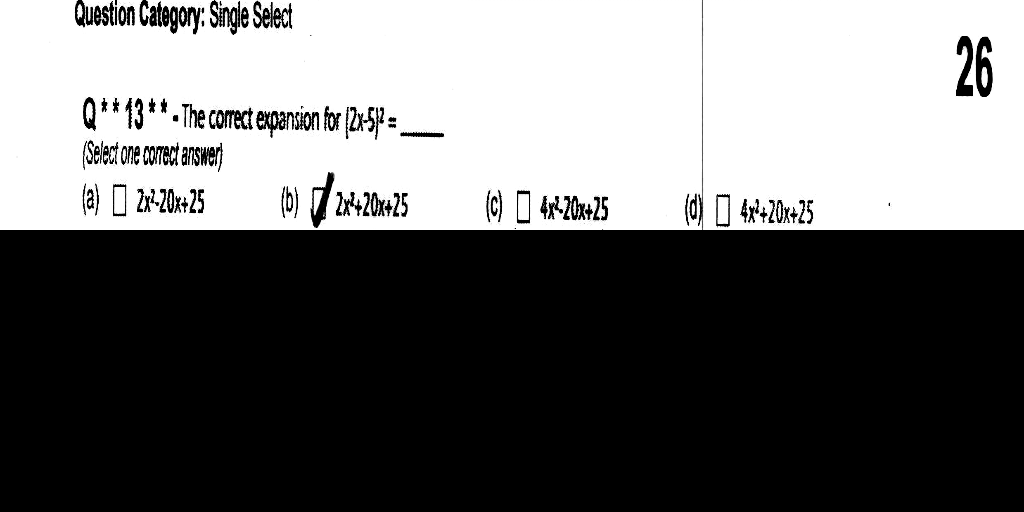 Question Category: Single Select
26
Q * * 13 * * - The correct expansion for (2x-5)² = ____
(Select one correct answer)
(a) ☐ 2x²-20x+25 (b) ☑ 2x²+20x+25 (c) ☐ 4x²-20x+25 (d) ☐ 4x²+20x+25